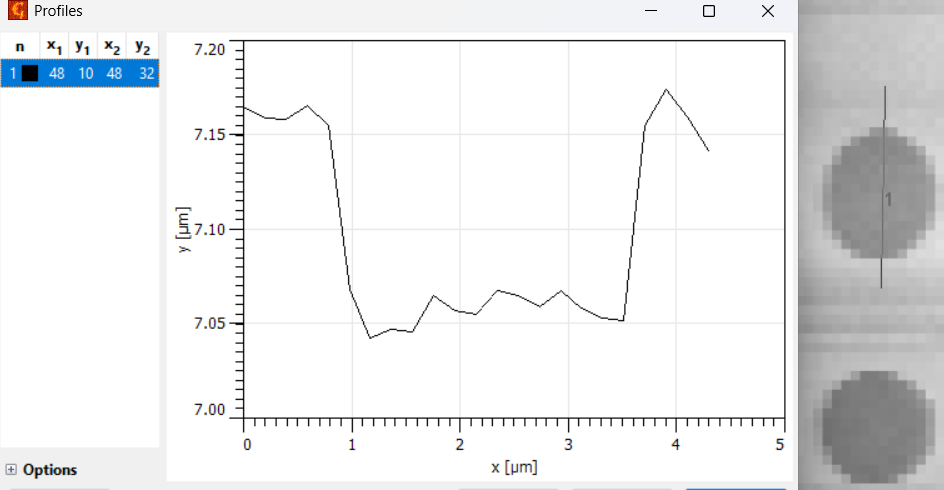 Profiles
n x₁ y₁ x₂ y₂
1 48 10 48 32
7.20
7.15
7.10
7.05
7.00
y [µm]
0 1 2 3 4 5
x [µm]
Options
1